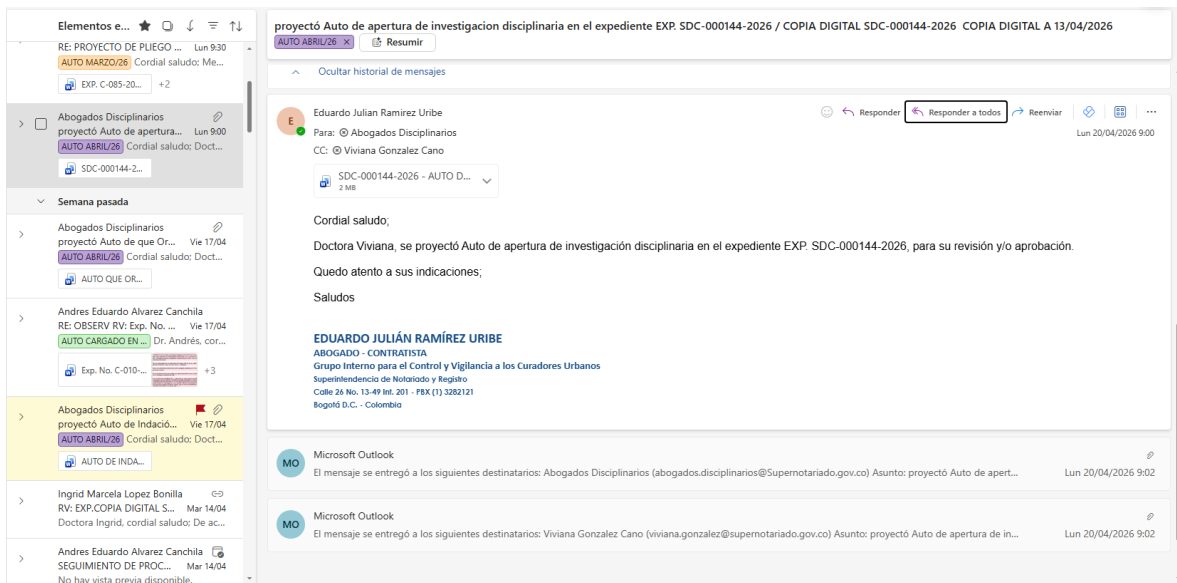 Elementos e...
RE: PROYECTO DE PLIEGO ... Lun 9:30
AUTO MARZO/26 Cordial saludo; Me...
EXP. C-085-20... +2
Abogados Disciplinarios
proyectó Auto de apertura... Lun 9:00
AUTO ABRIL/26 Cordial saludo; Doct...
SDC-000144-2...
Semana pasada
Abogados Disciplinarios
proyectó Auto de que Or... Vie 17/04
AUTO ABRIL/26 Cordial saludo; Doct...
AUTO QUE OR...
Andres Eduardo Alvarez Canchila
RE: OBSERV RV: Exp. No. ... Vie 17/04
AUTO CARGADO EN ... Dr. Andrés, cor...
Exp. No. C-010-... +3
Abogados Disciplinarios
proyectó Auto de Indació... Vie 17/04
AUTO ABRIL/26 Cordial saludo; Doct...
AUTO DE INDA...
Ingrid Marcela Lopez Bonilla
RV: EXP.COPIA DIGITAL S... Mar 14/04
Doctora Ingrid, cordial saludo; De ac...
Andres Eduardo Alvarez Canchila
SEGUIMIENTO DE PROC... Mar 14/04
No hay vista previa disponible.
proyectó Auto de apertura de investigacion disciplinaria en el expediente EXP. SDC-000144-2026 / COPIA DIGITAL SDC-000144-2026 COPIA DIGITAL A 13/04/2026
AUTO ABRIL/26 × Resumir
Ocultar historial de mensajes
E
Eduardo Julian Ramirez Uribe
Responder Responder a todos Reenviar
Para: Abogados Disciplinarios
Lun 20/04/2026 9:00
CC: Viviana Gonzalez Cano
SDC-000144-2026 - AUTO D...
2 MB
Cordial saludo;
Doctora Viviana, se proyectó Auto de apertura de investigación disciplinaria en el expediente EXP. SDC-000144-2026, para su revisión y/o aprobación.
Quedo atento a sus indicaciones;
Saludos
EDUARDO JULIÁN RAMÍREZ URIBE
ABOGADO - CONTRATISTA
Grupo Interno para el Control y Vigilancia a los Curadores Urbanos
Superintendencia de Notariado y Registro
Calle 26 No. 13-49 Int. 201 - PBX (1) 3282121
Bogotá D.C. - Colombia
MO
Microsoft Outlook
El mensaje se entregó a los siguientes destinatarios: Abogados Disciplinarios (abogados.disciplinarios@Supernotariado.gov.co) Asunto: proyectó Auto de apert... Lun 20/04/2026 9:02
MO
Microsoft Outlook
El mensaje se entregó a los siguientes destinatarios: Viviana Gonzalez Cano (viviana.gonzalez@supernotariado.gov.co) Asunto: proyectó Auto de apertura de in... Lun 20/04/2026 9:02